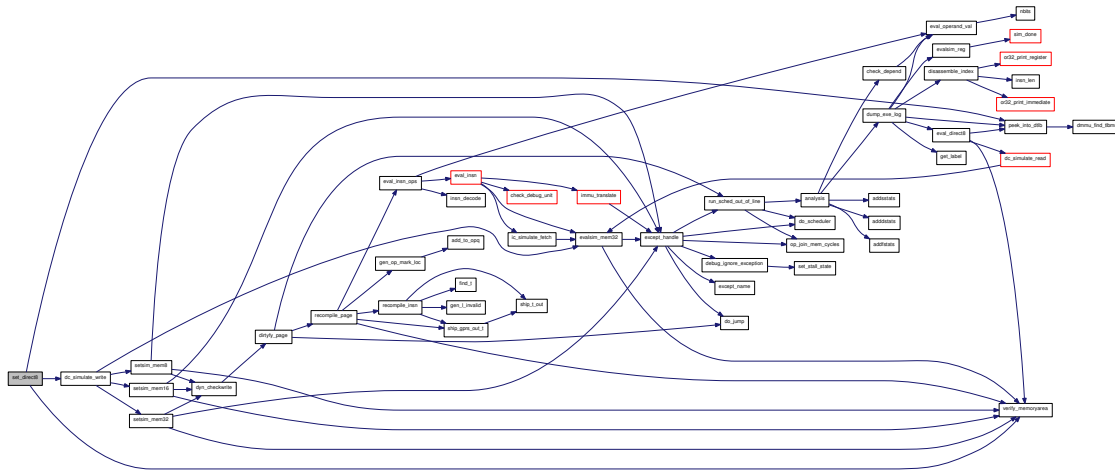 nbits
eval_operand_val
sim_done
evalsim_reg
or32_print_register
check_depend
disassemble_index
insn_len
or32_print_immediate
dump_exe_log
peek_into_dtlb
eval_direct8
get_label
dc_simulate_read
eval_insn
eval_insn_ops
check_debug_unit
immu_translate
insn_decode
run_sched_out_of_line
analysis
addsstats
adddstats
addfstats
do_scheduler
ic_simulate_fetch
evalsim_mem32
except_handle
op_join_mem_cycles
add_to_opq
gen_op_mark_loc
debug_ignore_exception
set_stall_state
find_t
except_name
recompile_insn
gen_t_invalid
ship_t_out
recompile_page
ship_gprs_out_t
do_jump
dirtyfy_page
setsim_mem8
set_direct8
dc_simulate_write
setsim_mem16
dyn_checkwrite
setsim_mem32
verify_memoryarea